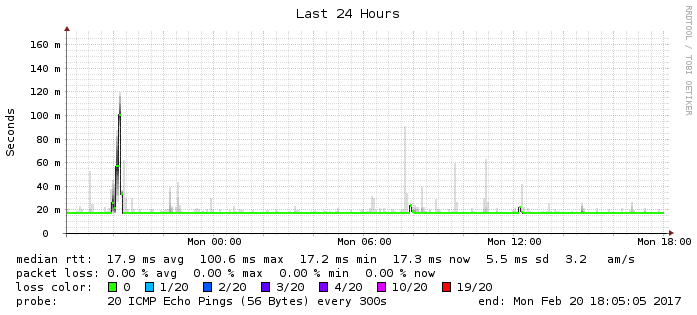 Last 24 Hours
RRDTOOL / TOBI OETIKER
Seconds
160 m
140 m
120 m
100 m
80 m
60 m
40 m
20 m
0
Mon 00:00 Mon 06:00 Mon 12:00 Mon 18:00
median rtt: 17.9 ms avg 100.6 ms max 17.2 ms min 17.3 ms now 5.5 ms sd 3.2 am/s
packet loss: 0.00 % avg 0.00 % max 0.00 % min 0.00 % now
loss color: 0 1/20 2/20 3/20 4/20 10/20 19/20
probe: 20 ICMP Echo Pings (56 Bytes) every 300s end: Mon Feb 20 18:05:05 2017